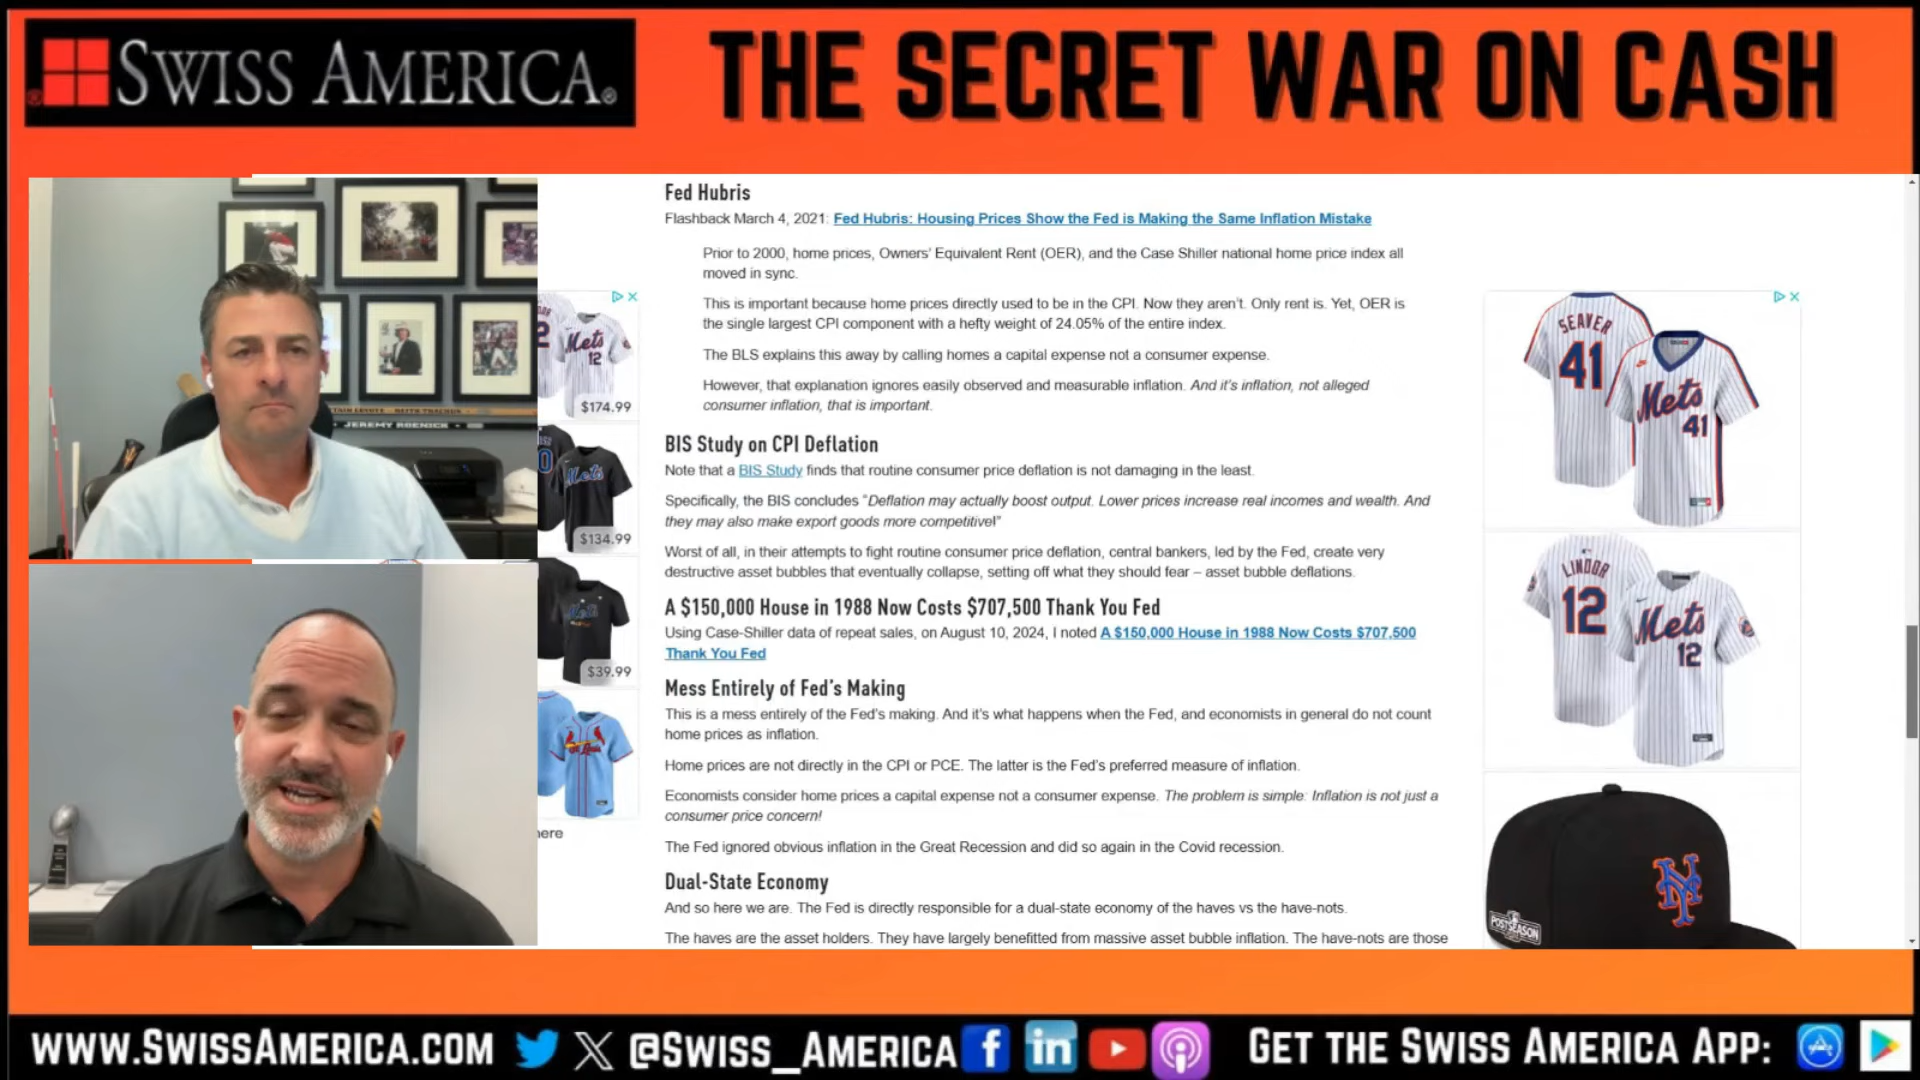 SWISS AMERICA®
THE SECRET WAR ON CASH
Fed Hubris
Flashback March 4, 2021: Fed Hubris: Housing Prices Show the Fed is Making the Same Inflation Mistake
Prior to 2000, home prices, Owners' Equivalent Rent (OER), and the Case Shiller national home price index all
moved in sync.
This is important because home prices directly used to be in the CPI. Now they aren't. Only rent is. Yet, OER is
the single largest CPI component with a hefty weight of 24.05% of the entire index.
The BLS explains this away by calling homes a capital expense not a consumer expense.
However, that explanation ignores easily observed and measurable inflation. And it's inflation, not alleged
consumer inflation, that is important.
BIS Study on CPI Deflation
Note that a BIS Study finds that routine consumer price deflation is not damaging in the least.
Specifically, the BIS concludes "Deflation may actually boost output. Lower prices increase real incomes and wealth. And
they may also make export goods more competitive!"
Worst of all, in their attempts to fight routine consumer price deflation, central bankers, led by the Fed, create very
destructive asset bubbles that eventually collapse, setting off what they should fear – asset bubble deflations.
A $150,000 House in 1988 Now Costs $707,500 Thank You Fed
Using Case-Shiller data of repeat sales, on August 10, 2024, I noted A $150,000 House in 1988 Now Costs $707,500
Thank You Fed
Mess Entirely of Fed's Making
This is a mess entirely of the Fed's making. And it's what happens when the Fed, and economists in general do not count
home prices as inflation.
Home prices are not directly in the CPI or PCE. The latter is the Fed's preferred measure of inflation.
Economists consider home prices a capital expense not a consumer expense. The problem is simple: Inflation is not just a
consumer price concern!
The Fed ignored obvious inflation in the Great Recession and did so again in the Covid recession.
Dual-State Economy
And so here we are. The Fed is directly responsible for a dual-state economy of the haves vs the have-nots.
The haves are the asset holders. They have largely benefitted from massive asset bubble inflation. The have-nots are those
Mets
12
$174.99
Mets
$134.99
$39.99
here
SEAVER
41
Mets
41
LINDOR
12
Mets
12
NY
POSTSEASON
JEREMY ROENICK
WWW.SWISSAMERICA.COM
@SWISS_AMERICA
GET THE SWISS AMERICA APP: